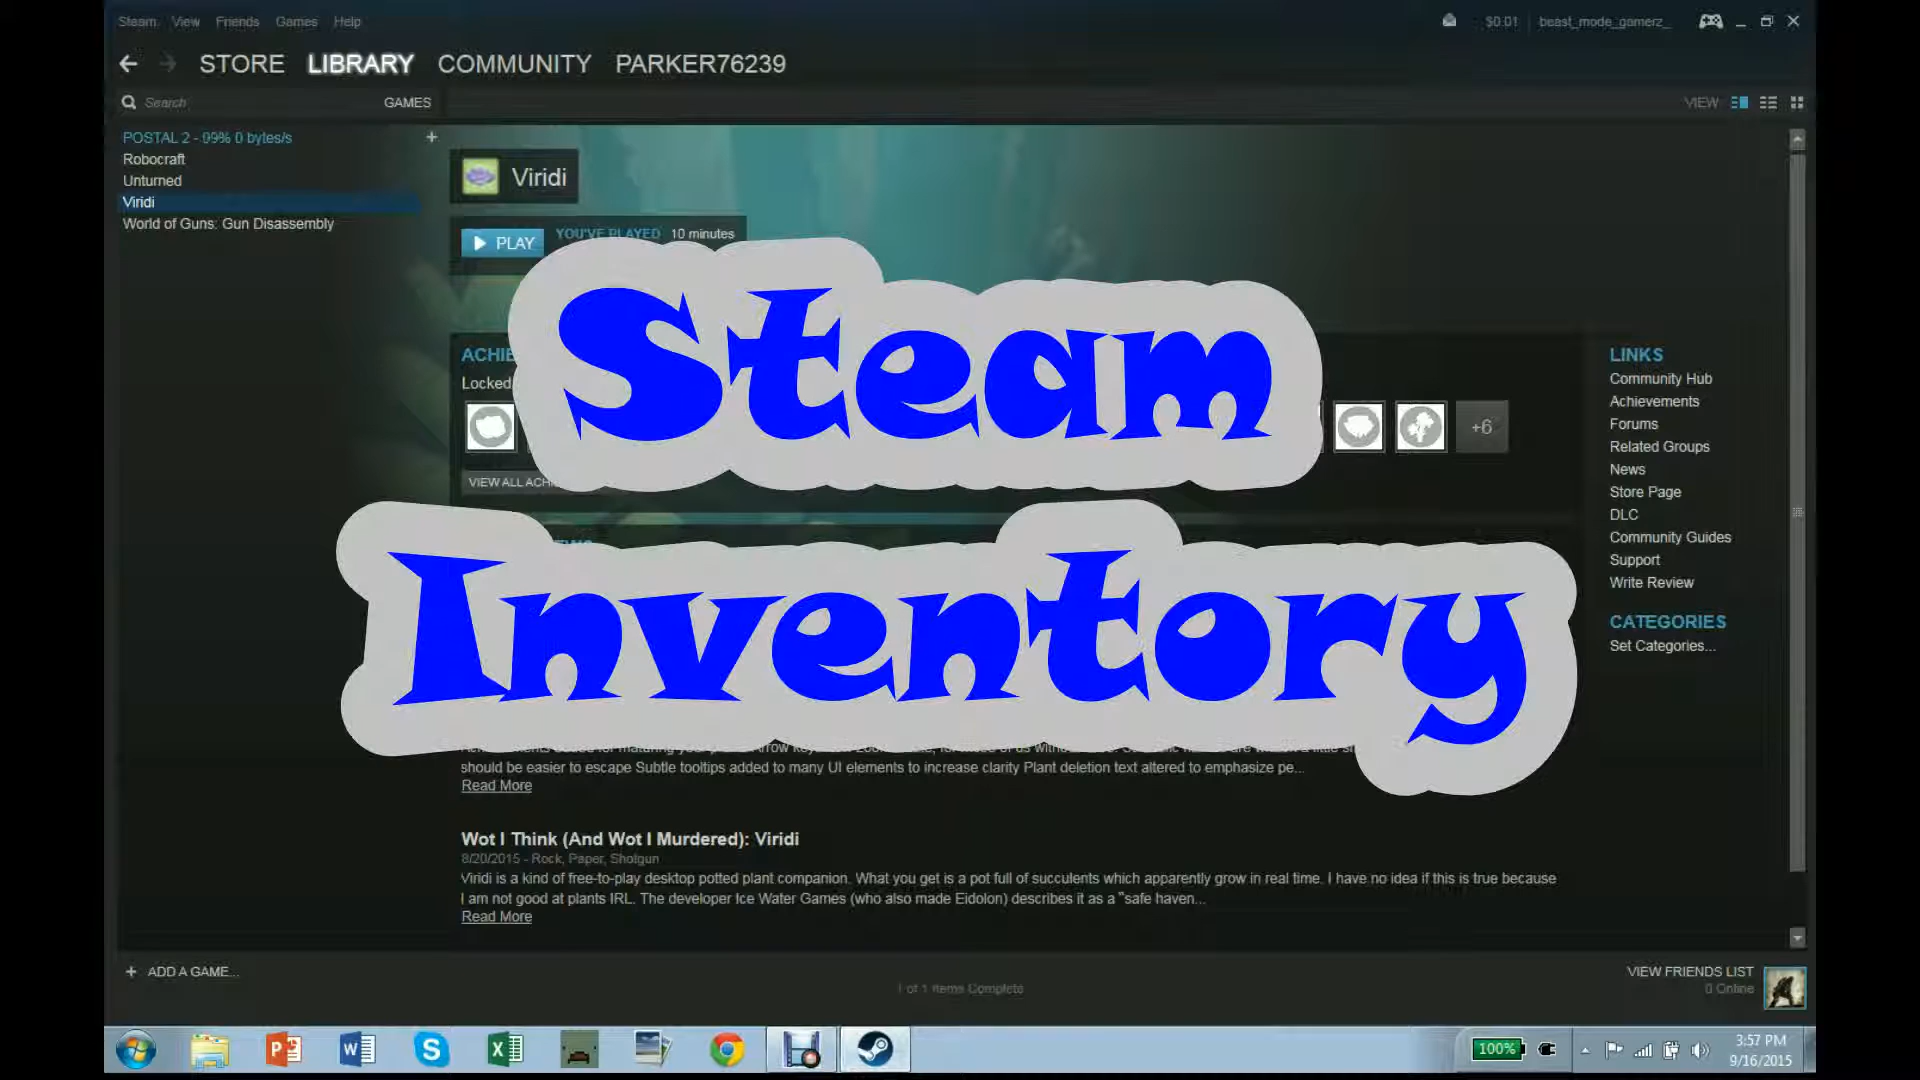 Steam View Friends Games Help
$0.01 beast_mode_gamerz_
STORE LIBRARY COMMUNITY PARKER76239
Search GAMES
VIEW
POSTAL 2 - 99% 0 bytes/s
Robocraft
Unturned
Viridi
World of Guns: Gun Disassembly
Viridi
PLAY YOU'VE PLAYED 10 minutes
Steam
Inventory
ACHIE
Locked
+6
VIEW ALL ACHI
LINKS
Community Hub
Achievements
Forums
Related Groups
News
Store Page
DLC
Community Guides
Support
Write Review
CATEGORIES
Set Categories...
should be easier to escape Subtle tooltips added to many UI elements to increase clarity Plant deletion text altered to emphasize pe...
Read More
Wot I Think (And Wot I Murdered): Viridi
8/20/2015 - Rock, Paper, Shotgun
Viridi is a kind of free-to-play desktop potted plant companion. What you get is a pot full of succulents which apparently grow in real time. I have no idea if this is true because
I am not good at plants IRL. The developer Ice Water Games (who also made Eidolon) describes it as a "safe haven...
Read More
ADD A GAME...
1 of 1 Items Complete
VIEW FRIENDS LIST
0 Online
100%
3:57 PM
9/16/2015